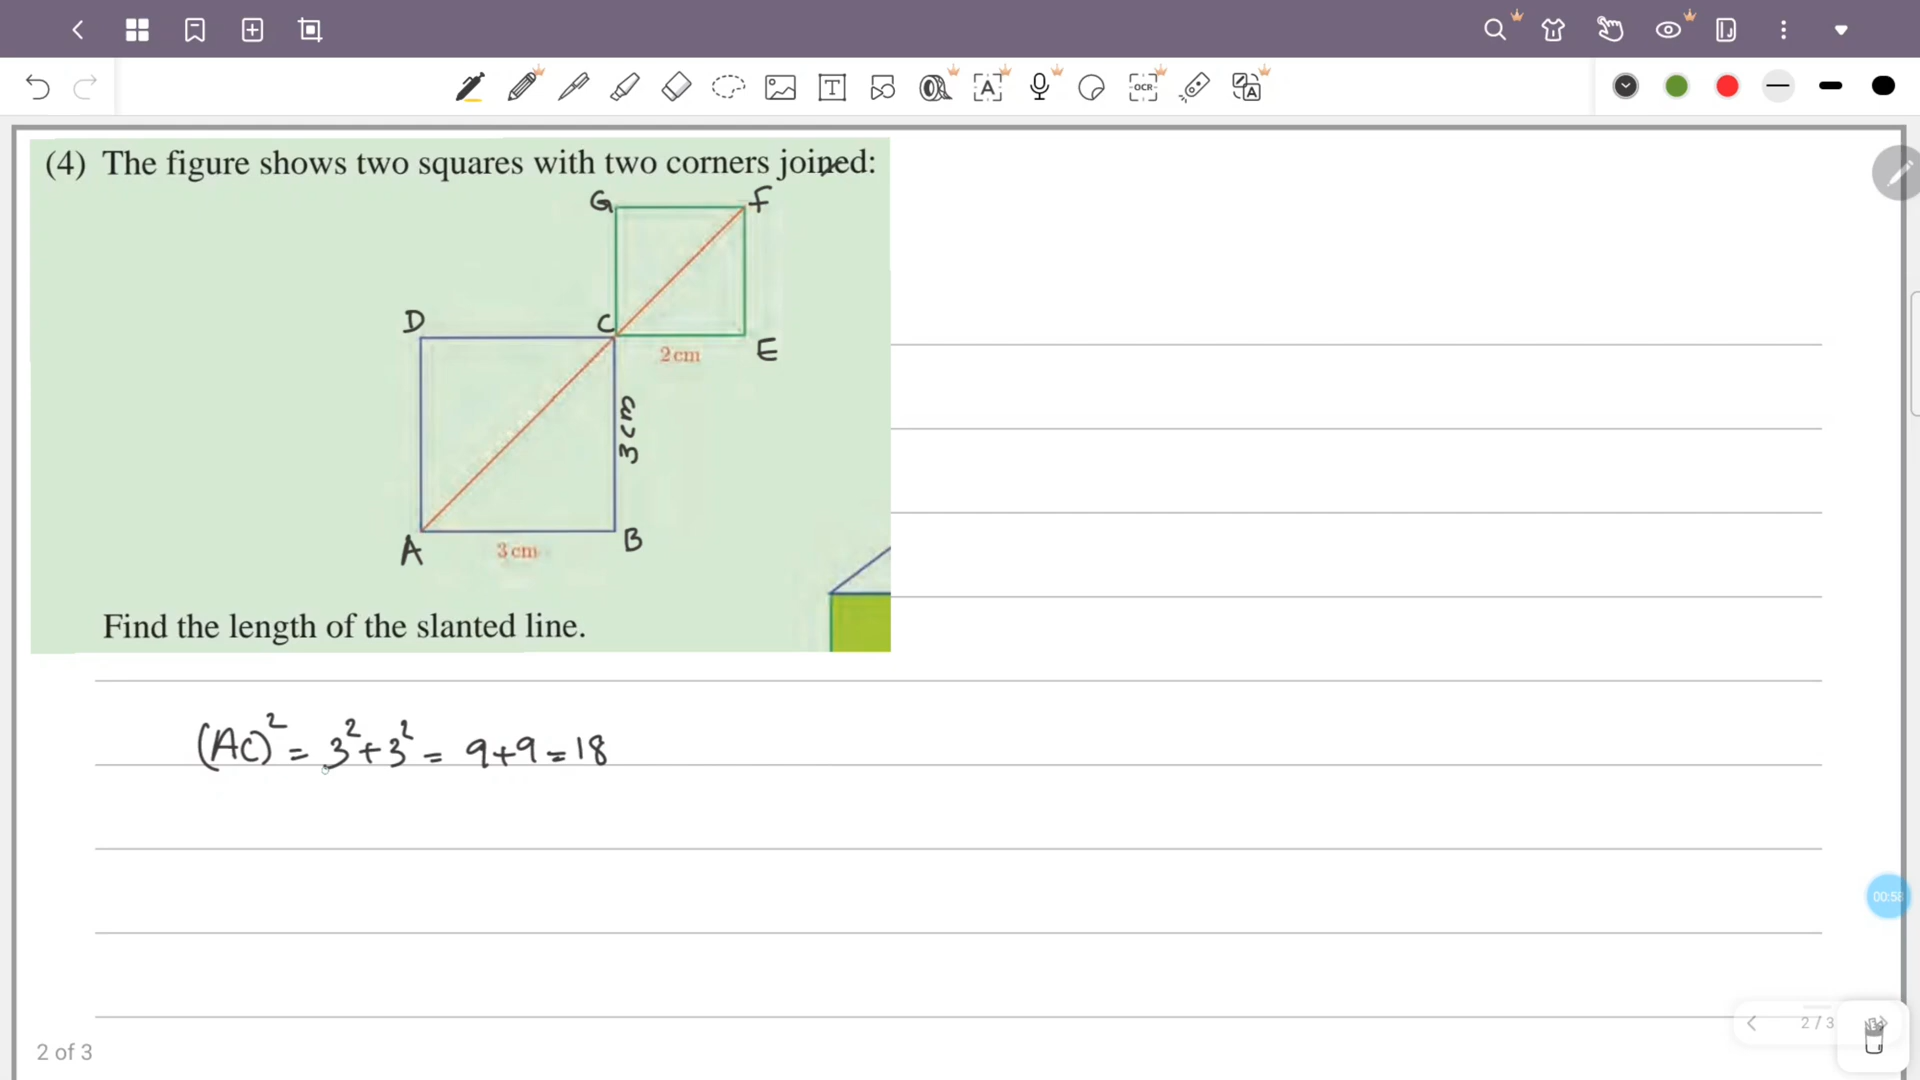 (4) The figure shows two squares with two corners joined:
G F
D C
2 cm E
3 cm
A 3 cm B
Find the length of the slanted line.
(AC)² = 3² + 3² = 9 + 9 = 18
00:58
2 / 3
2 of 3
OCR
A
A
T